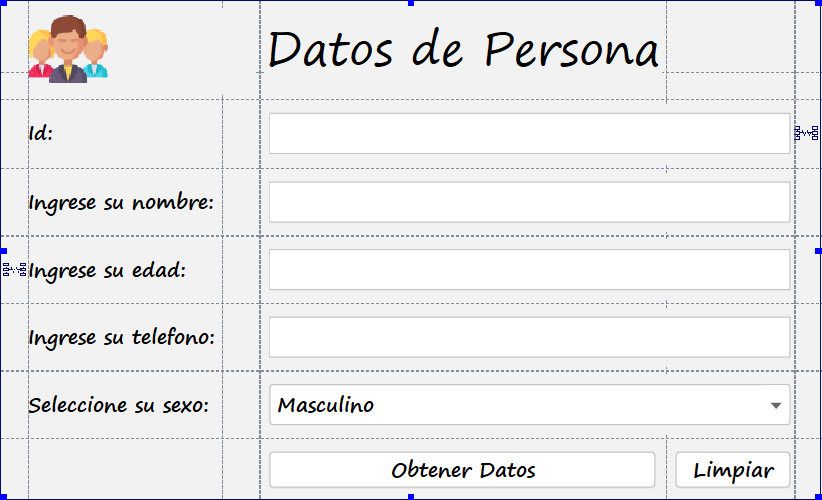 Datos de Persona
Id:
Ingrese su nombre:
Ingrese su edad:
Ingrese su telefono:
Seleccione su sexo:
Masculino
Obtener Datos
Limpiar